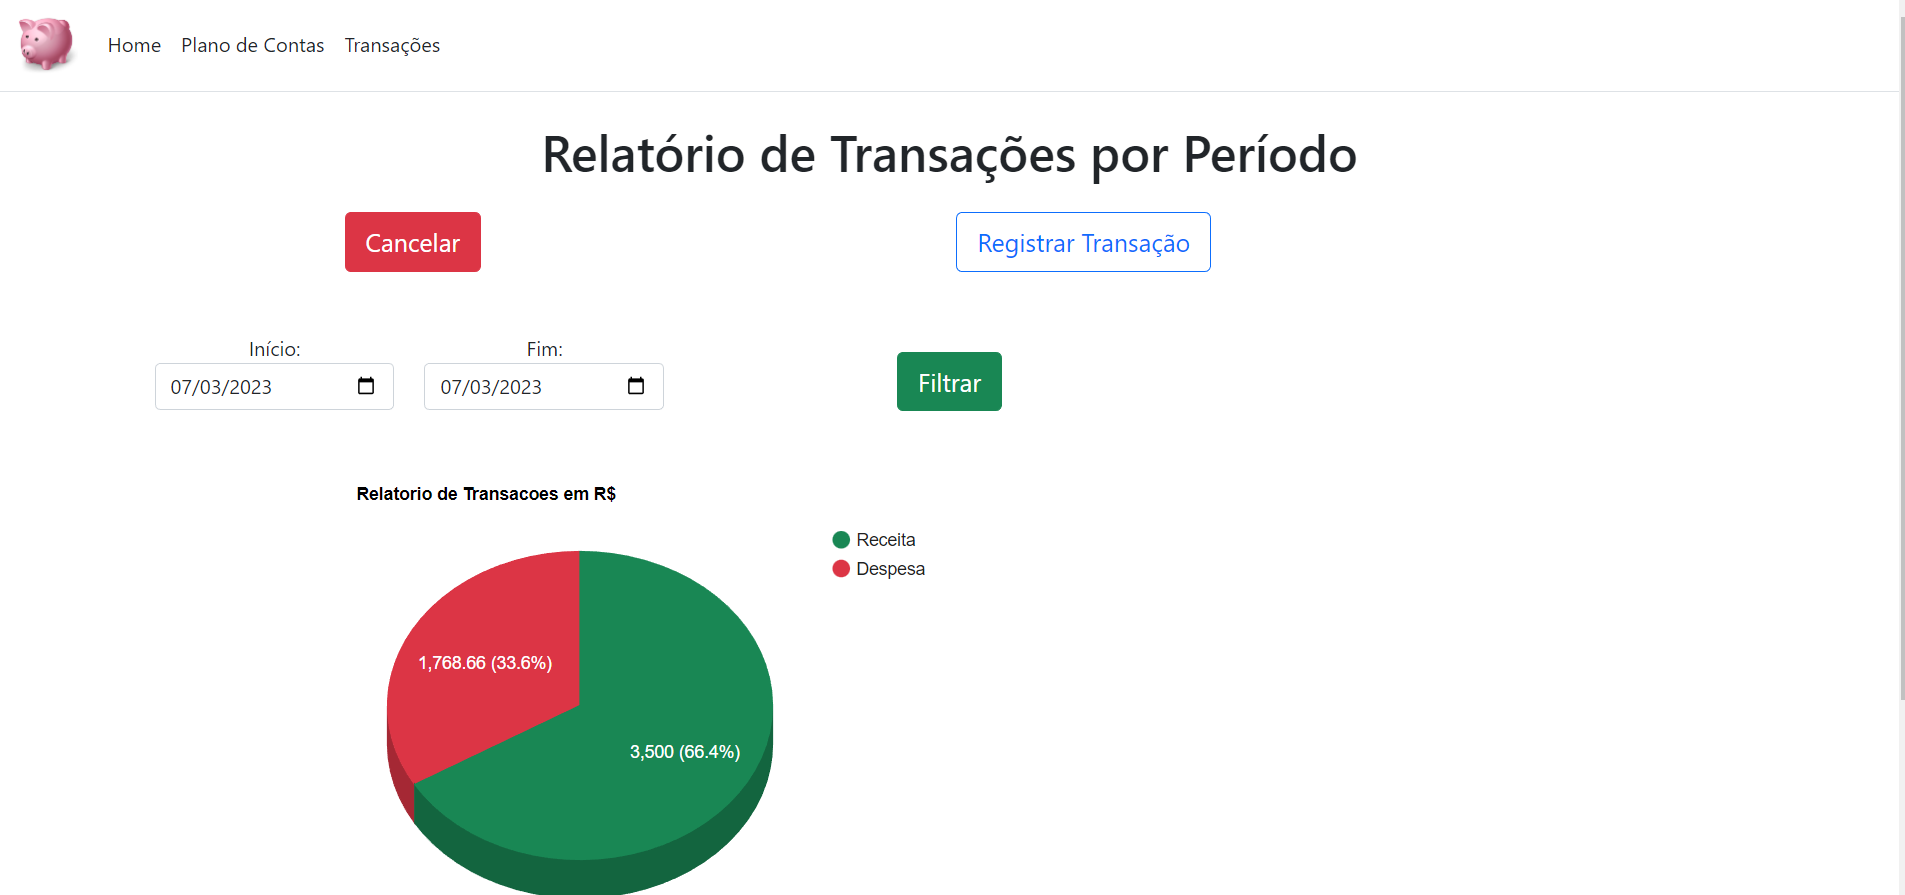 Home Plano de Contas Transações
Relatório de Transações por Período
Cancelar Registrar Transação
Início: Fim:
07/03/2023 07/03/2023 Filtrar
Relatorio de Transacoes em R$
Receita
Despesa
1,768.66 (33.6%)
3,500 (66.4%)